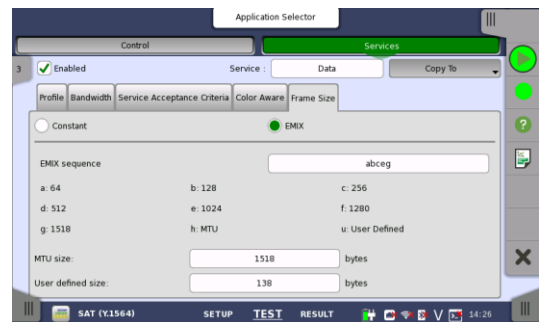 Application Selector
Control Services
3 Enabled Service : Data Copy To
Profile Bandwidth Service Acceptance Criteria Color Aware Frame Size
Constant EMIX
EMIX sequence abceg
a: 64 b: 128 c: 256
d: 512 e: 1024 f: 1280
g: 1518 h: MTU u: User Defined
MTU size: 1518 bytes
User defined size: 138 bytes
SAT (Y.1564) SETUP TEST RESULT 14:26